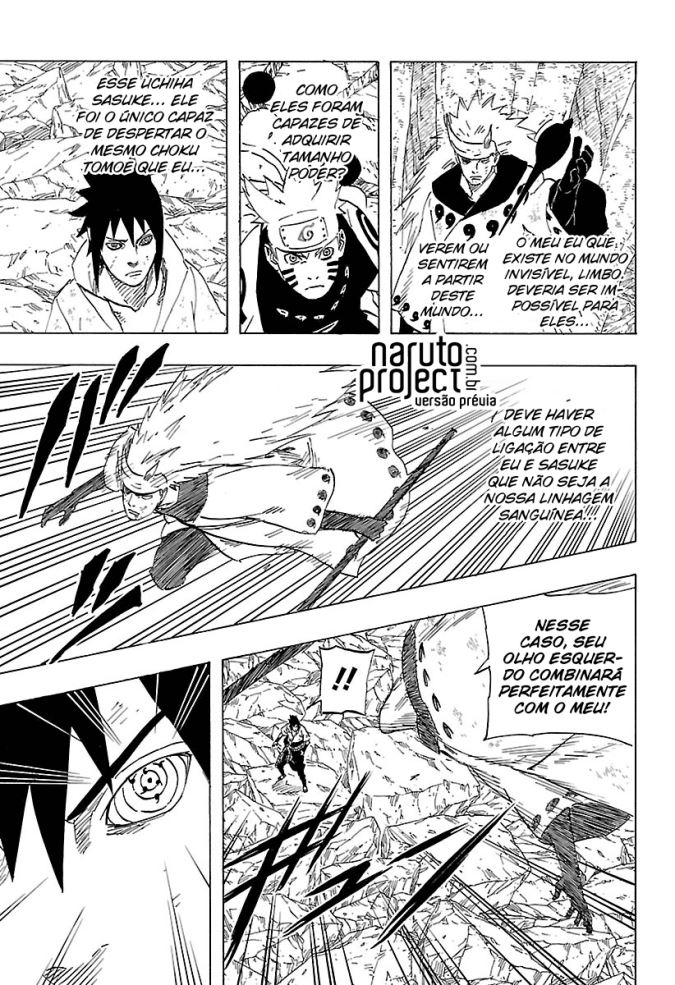 O MEU EU QUE
EXISTE NO MUNDO
INVISÍVEL, LIMBO,
DEVERIA SER IM-
POSSÍVEL PARA
ELES...
VEREM OU
SENTIREM
A PARTIR
DESTE
MUNDO...
COMO
ELES FORAM
CAPAZES DE
ADQUIRIR
TAMANHO
PODER?
ESSE UCHIHA
SASUKE... ELE
FOI O ÚNICO CAPAZ
DE DESPERTAR O
MESMO CHOKU
TOMOÈ QUE EU...
naruto
project
.com.br
versão prévia
DEVE HAVER
ALGUM TIPO DE
LIGAÇÃO ENTRE
EU E SASUKE
QUE NÃO SEJA A
NOSSA LINHAGEM
SANGUÍNEA...
NESSE
CASO, SEU
OLHO ESQUER-
DO COMBINARÁ
PERFEITAMENTE
COM O MEU!
!!